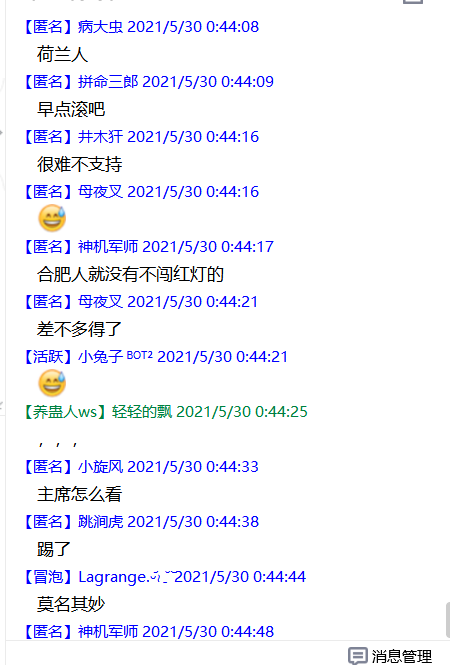 【匿名】病大虫 2021/5/30 0:44:08
荷兰人
【匿名】拼命三郎 2021/5/30 0:44:09
早点滚吧
【匿名】井木犴 2021/5/30 0:44:16
很难不支持
【匿名】母夜叉 2021/5/30 0:44:16
【匿名】神机军师 2021/5/30 0:44:17
合肥人就没有不闯红灯的
【匿名】母夜叉 2021/5/30 0:44:21
差不多得了
【活跃】小兔子 BOT2 2021/5/30 0:44:21
【养蛊人ws】轻轻的飘 2021/5/30 0:44:25
，，，
【匿名】小旋风 2021/5/30 0:44:33
主席怎么看
【匿名】跳涧虎 2021/5/30 0:44:38
踢了
【冒泡】Lagrange. 2021/5/30 0:44:44
莫名其妙
【匿名】神机军师 2021/5/30 0:44:48
消息管理